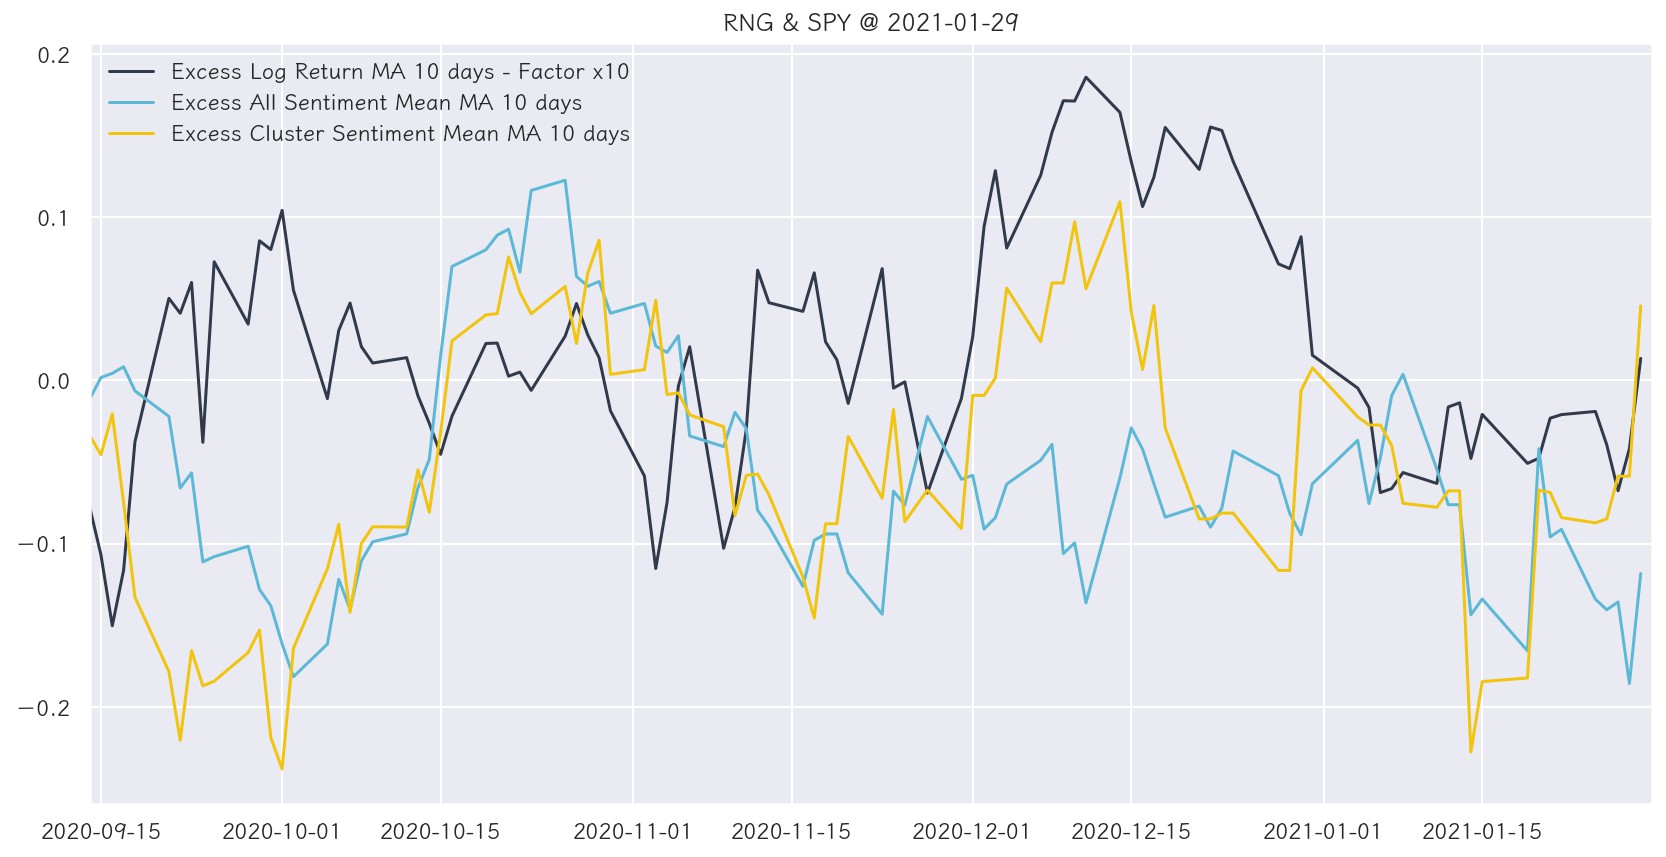 RNG & SPY @ 2021-01-29
Excess Log Return MA 10 days - Factor x10
Excess All Sentiment Mean MA 10 days
Excess Cluster Sentiment Mean MA 10 days
0.2
0.1
0.0
−0.1
−0.2
2020-09-15 2020-10-01 2020-10-15 2020-11-01 2020-11-15 2020-12-01 2020-12-15 2021-01-01 2021-01-15